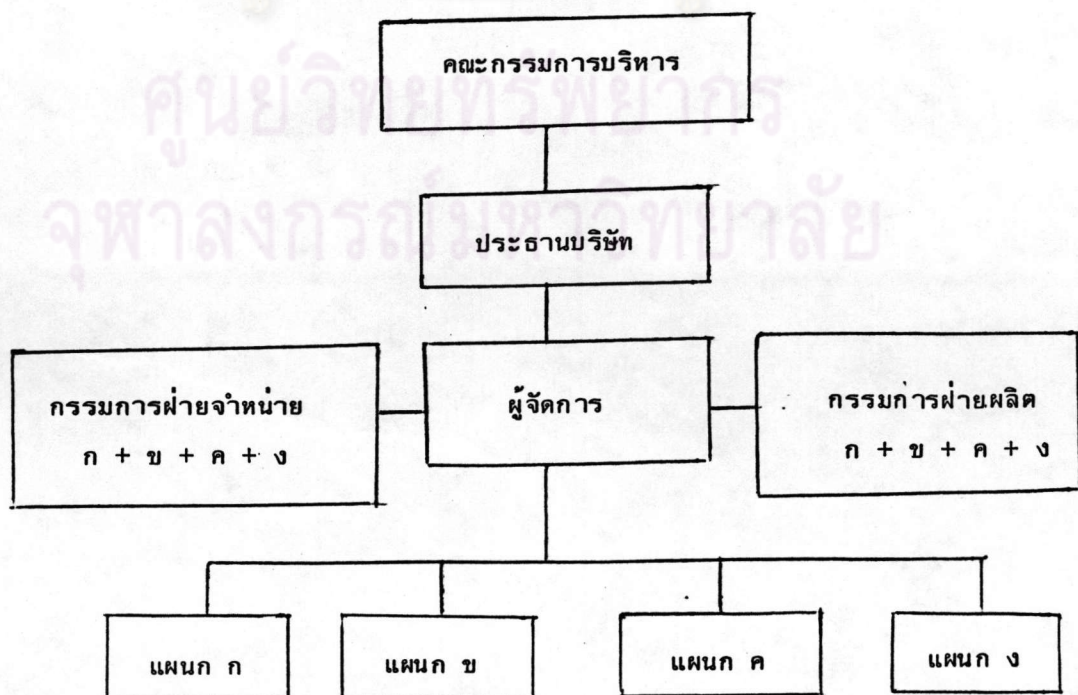 คณะกรรมการบริหาร
ศูนย์วิทยทรัพยากร
จุฬาลงกรณ์มหาวิทยาลัย
ประธานบริษัท
กรรมการฝ่ายจำหน่าย
ก + ข + ค + ง
ผู้จัดการ
กรรมการฝ่ายผลิต
ก + ข + ค + ง
แผนก ก
แผนก ข
แผนก ค
แผนก ง